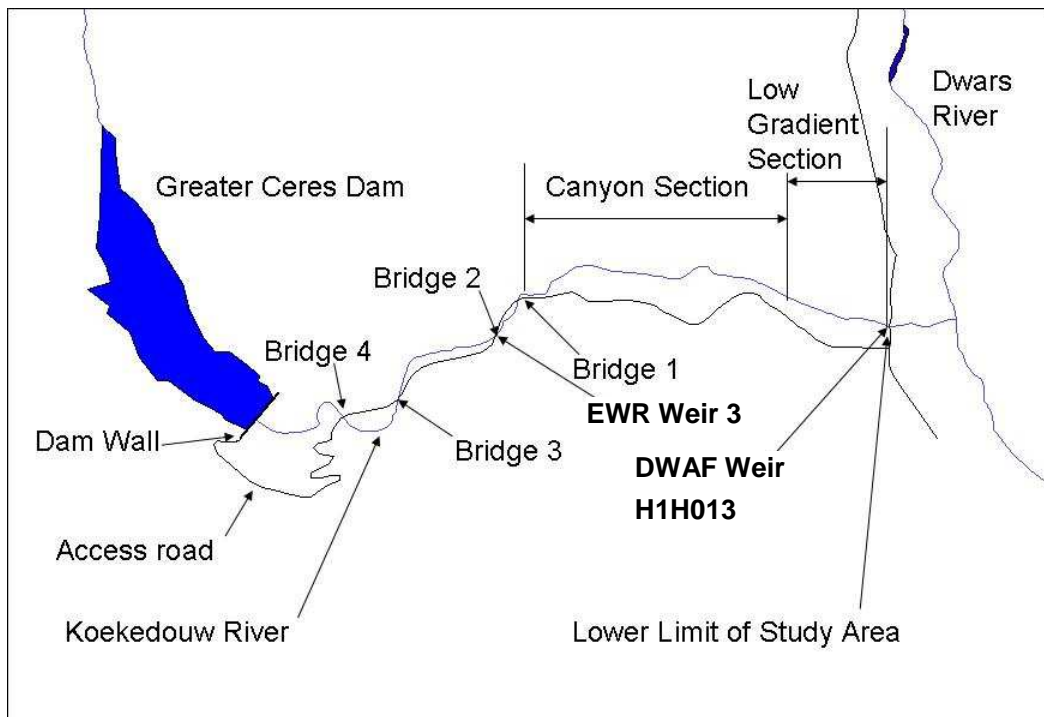 Dwars
River
Low
Gradient
Section
Greater Ceres Dam
Canyon Section
Bridge 2
Bridge 4
Bridge 1
EWR Weir 3
Dam Wall
Bridge 3
DWAF Weir
H1H013
Access road
Koekedouw River
Lower Limit of Study Area